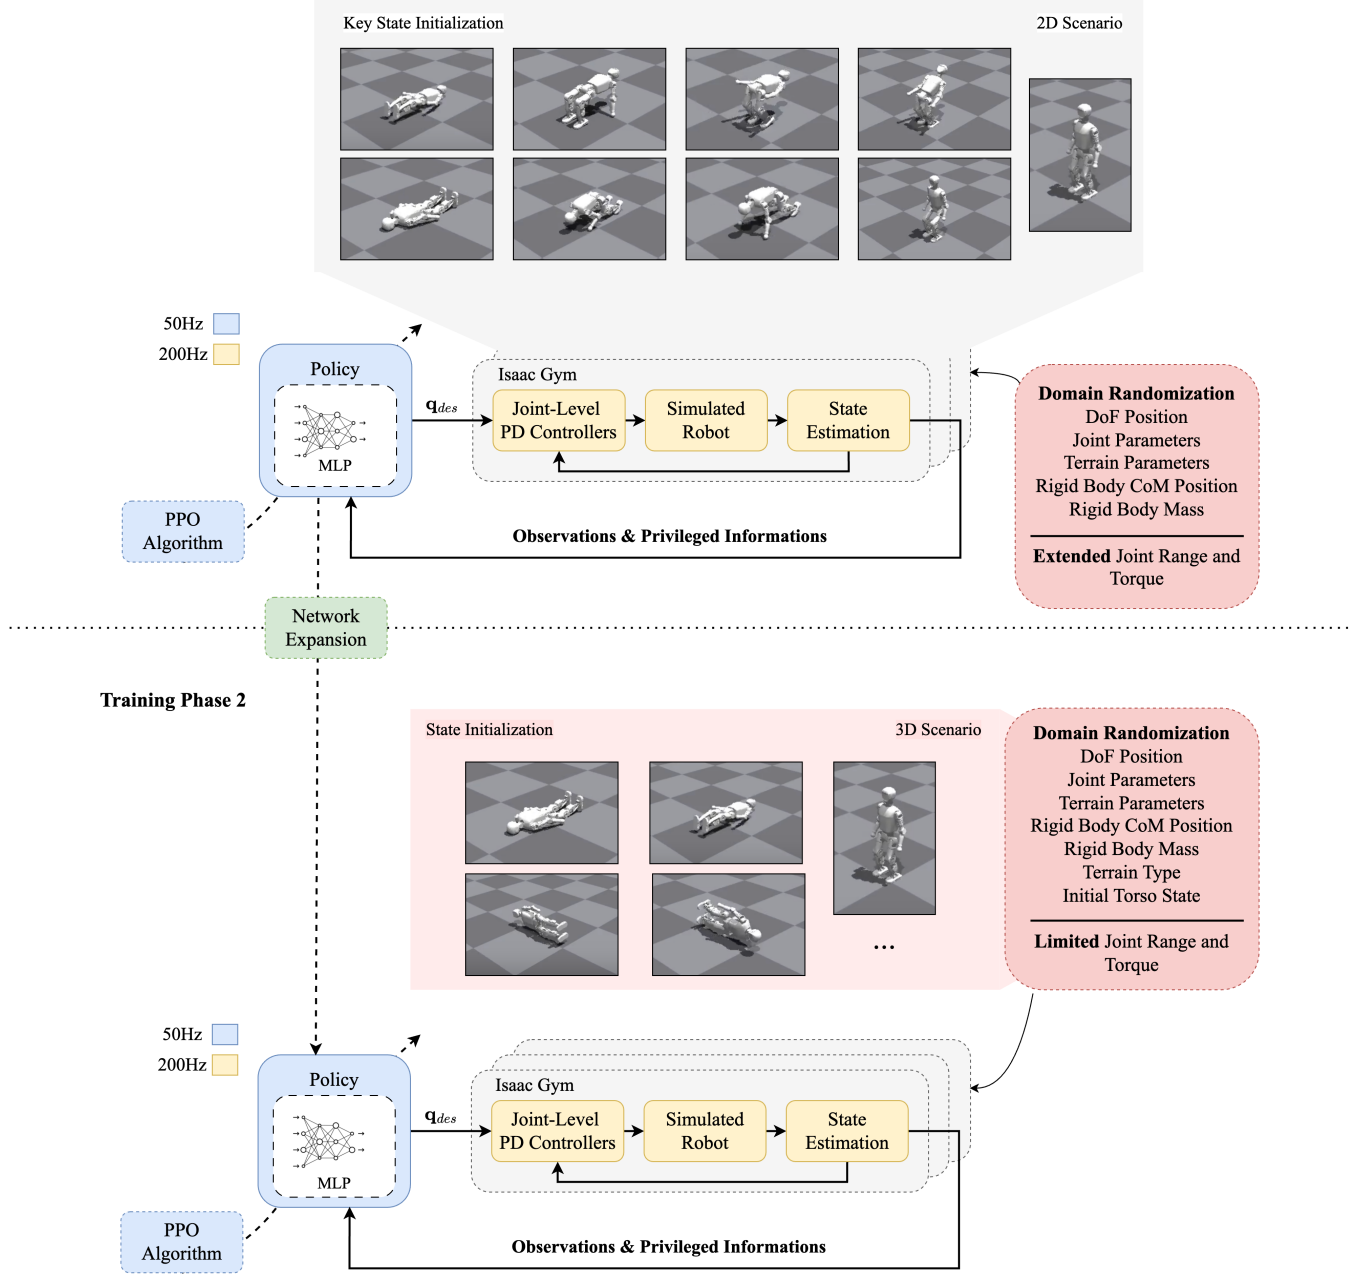 Key State Initialization
2D Scenario
50Hz
200Hz
Policy
MLP
q_des
Isaac Gym
Joint-Level
PD Controllers
Simulated
Robot
State
Estimation
PPO
Algorithm
Observations & Privileged Informations
Domain Randomization
DoF Position
Joint Parameters
Terrain Parameters
Rigid Body CoM Position
Rigid Body Mass
Extended Joint Range and
Torque
Network
Expansion
Training Phase 2
State Initialization
3D Scenario
...
Domain Randomization
DoF Position
Joint Parameters
Terrain Parameters
Rigid Body CoM Position
Rigid Body Mass
Terrain Type
Initial Torso State
Limited Joint Range and
Torque
50Hz
200Hz
Policy
MLP
q_des
Isaac Gym
Joint-Level
PD Controllers
Simulated
Robot
State
Estimation
PPO
Algorithm
Observations & Privileged Informations